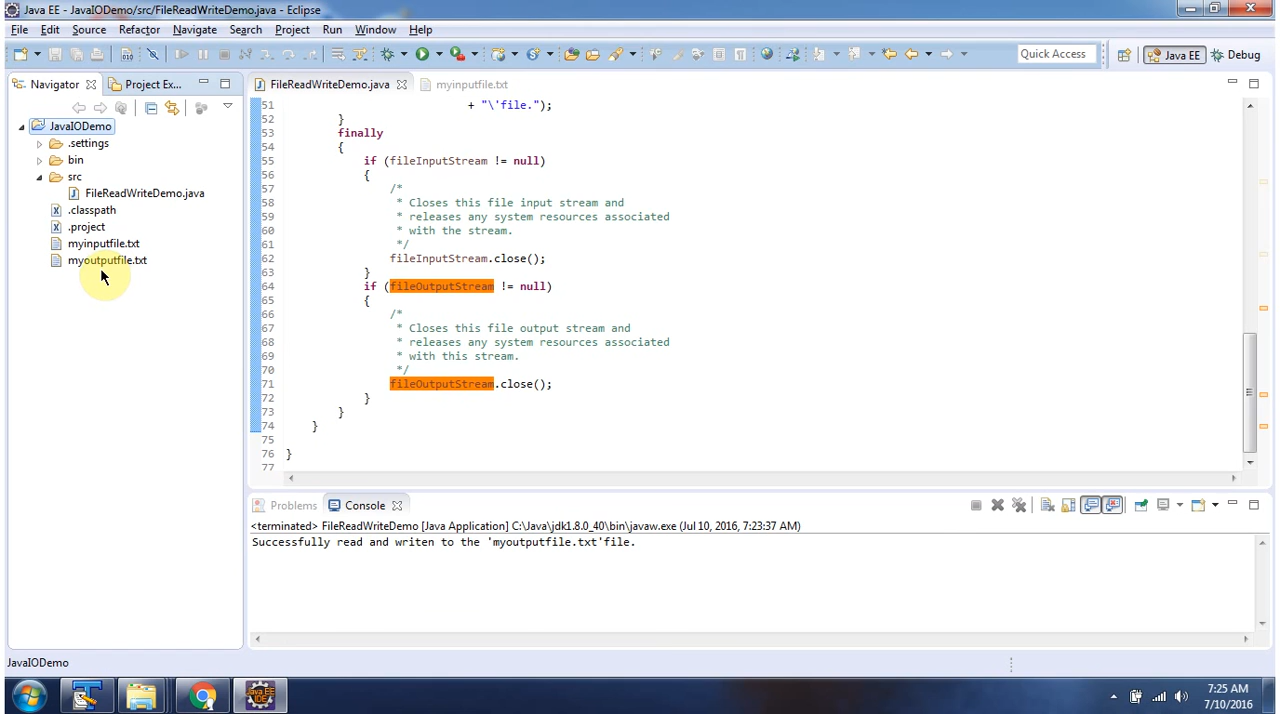 Java EE - JavaIODemo/src/FileReadWriteDemo.java - Eclipse
File Edit Source Refactor Navigate Search Project Run Window Help
Quick Access Java EE Debug
Navigator Project Ex... FileReadWriteDemo.java myinputfile.txt
JavaIODemo
.settings
bin
src
FileReadWriteDemo.java
.classpath
.project
myinputfile.txt
myoutputfile.txt
51 + "\'file.");
52 }
53 finally
54 {
55 if (fileInputStream != null)
56 {
57 /*
58 * Closes this file input stream and
59 * releases any system resources associated
60 * with the stream.
61 */
62 fileInputStream.close();
63 }
64 if (fileOutputStream != null)
65 {
66 /*
67 * Closes this file output stream and
68 * releases any system resources associated
69 * with this stream.
70 */
71 fileOutputStream.close();
72 }
73 }
74 }
75
76 }
77
Problems Console
<terminated> FileReadWriteDemo [Java Application] C:\Java\jdk1.8.0_40\bin\javaw.exe (Jul 10, 2016, 7:23:37 AM)
Successfully read and writen to the 'myoutputfile.txt'file.
JavaIODemo
Java EE
IDE
7:25 AM
7/10/2016